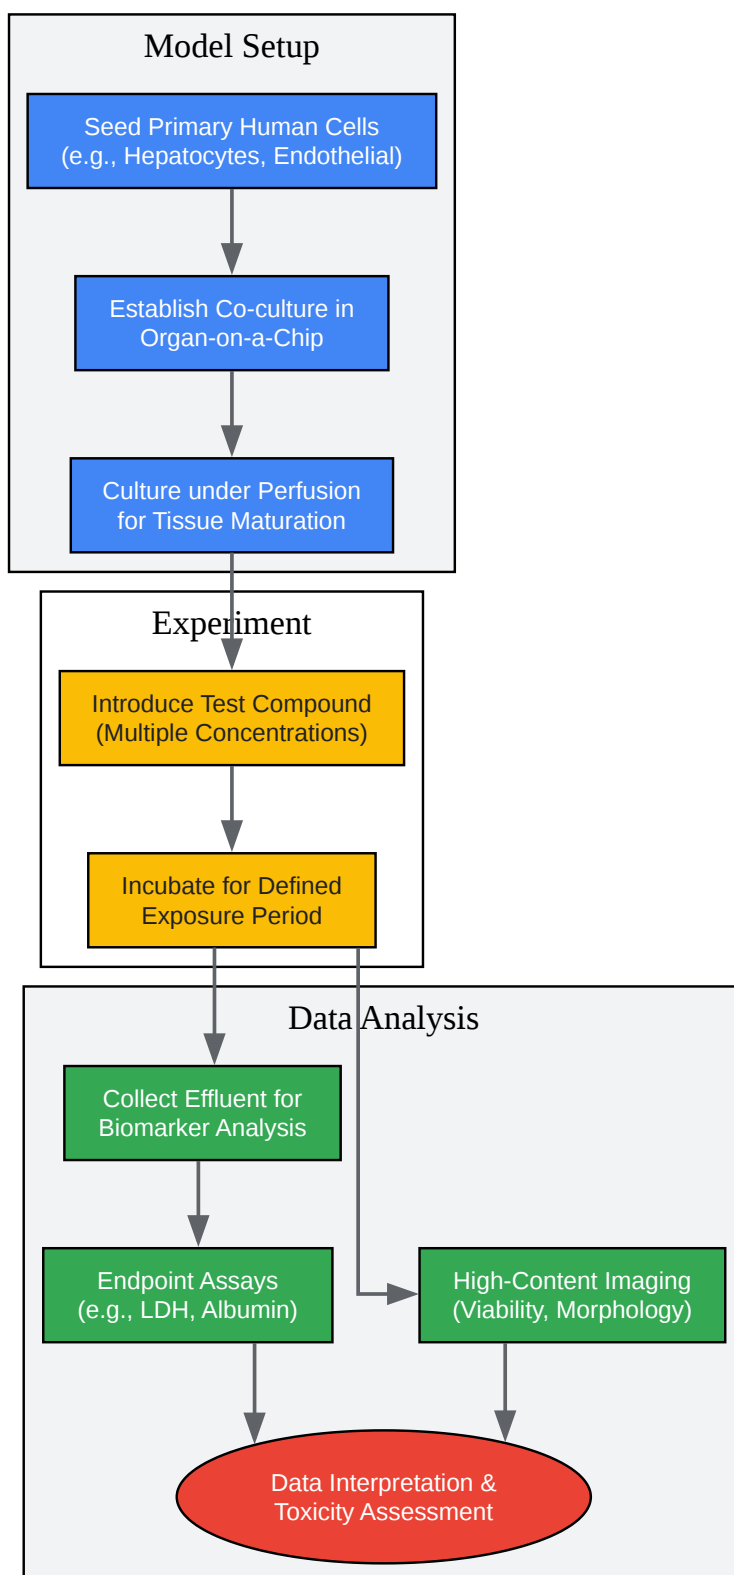 Model Setup
Seed Primary Human Cells
(e.g., Hepatocytes, Endothelial)
Establish Co-culture in
Organ-on-a-Chip
Culture under Perfusion
for Tissue Maturation
Experiment
Introduce Test Compound
(Multiple Concentrations)
Incubate for Defined
Exposure Period
Data Analysis
Collect Effluent for
Biomarker Analysis
Endpoint Assays
(e.g., LDH, Albumin)
High-Content Imaging
(Viability, Morphology)
Data Interpretation &
Toxicity Assessment